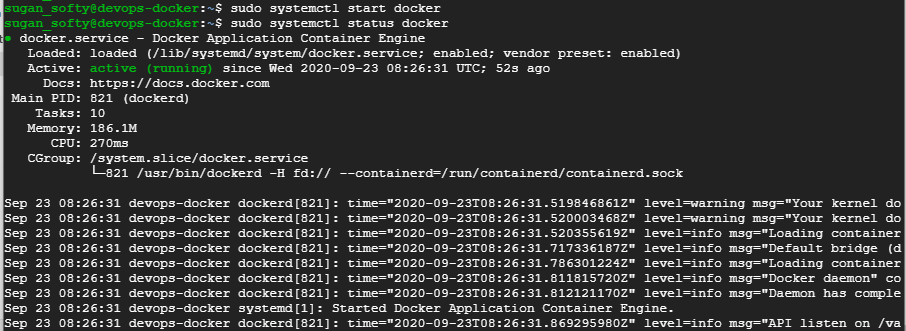 sugan_softy@devops-docker:~$ sudo systemctl start docker
sugan_softy@devops-docker:~$ sudo systemctl status docker
● docker.service - Docker Application Container Engine
Loaded: loaded (/lib/systemd/system/docker.service; enabled; vendor preset: enabled)
Active: active (running) since Wed 2020-09-23 08:26:31 UTC; 52s ago
Docs: https://docs.docker.com
Main PID: 821 (dockerd)
Tasks: 10
Memory: 186.1M
CPU: 270ms
CGroup: /system.slice/docker.service
└─821 /usr/bin/dockerd -H fd:// --containerd=/run/containerd/containerd.sock
Sep 23 08:26:31 devops-docker dockerd[821]: time="2020-09-23T08:26:31.519846861Z" level=warning msg="Your kernel do
Sep 23 08:26:31 devops-docker dockerd[821]: time="2020-09-23T08:26:31.520003468Z" level=warning msg="Your kernel do
Sep 23 08:26:31 devops-docker dockerd[821]: time="2020-09-23T08:26:31.520355619Z" level=info msg="Loading container
Sep 23 08:26:31 devops-docker dockerd[821]: time="2020-09-23T08:26:31.717336187Z" level=info msg="Default bridge (d
Sep 23 08:26:31 devops-docker dockerd[821]: time="2020-09-23T08:26:31.786301224Z" level=info msg="Loading container
Sep 23 08:26:31 devops-docker dockerd[821]: time="2020-09-23T08:26:31.811815720Z" level=info msg="Docker daemon" co
Sep 23 08:26:31 devops-docker dockerd[821]: time="2020-09-23T08:26:31.812121170Z" level=info msg="Daemon has comple
Sep 23 08:26:31 devops-docker systemd[1]: Started Docker Application Container Engine.
Sep 23 08:26:31 devops-docker dockerd[821]: time="2020-09-23T08:26:31.869295980Z" level=info msg="API listen on /va